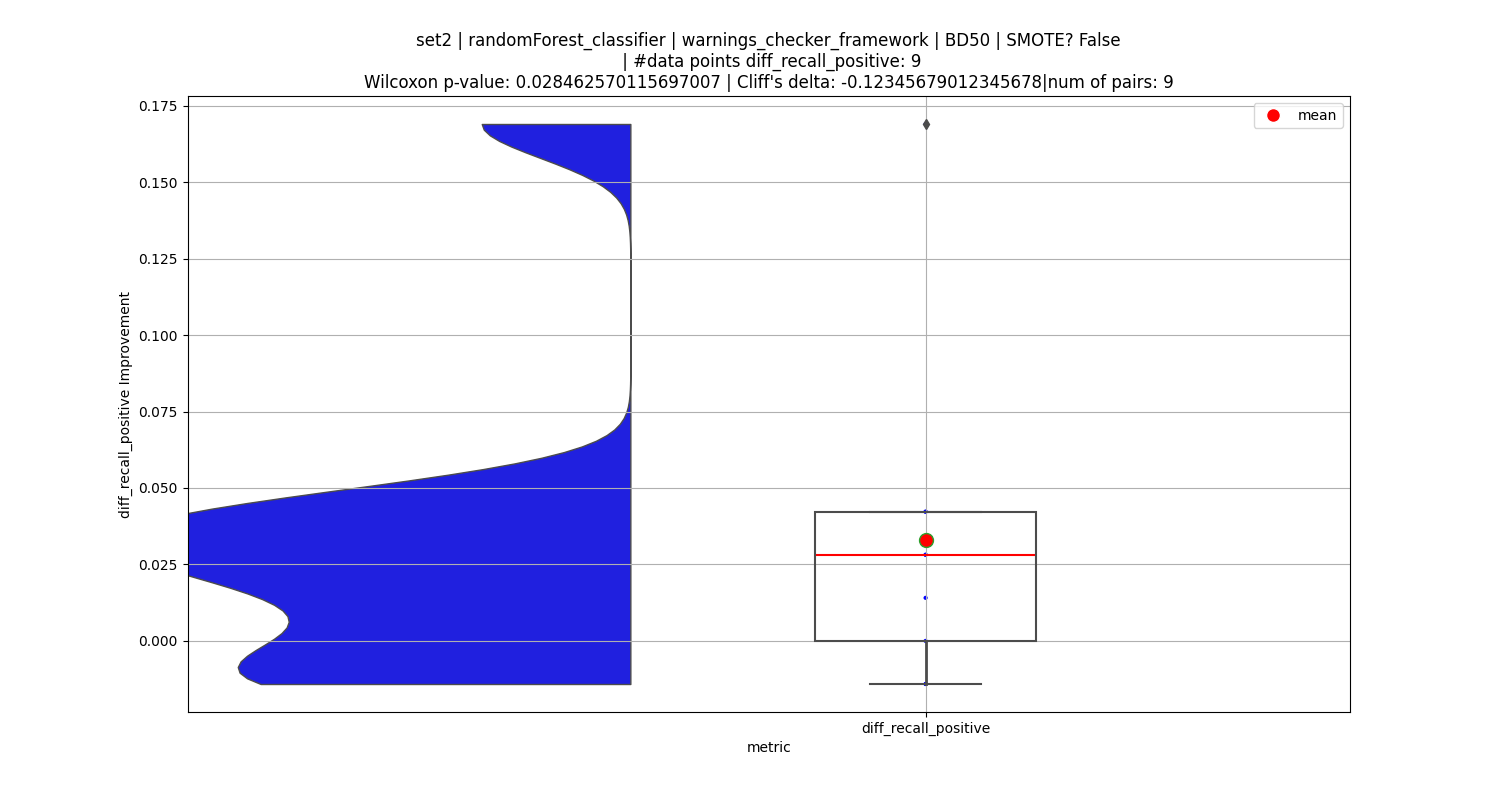 set2 | randomForest_classifier | warnings_checker_framework | BD50 | SMOTE? False
| #data points diff_recall_positive: 9
Wilcoxon p-value: 0.028462570115697007 | Cliff's delta: -0.12345679012345678|num of pairs: 9
mean
0.175
0.150
0.125
0.100
0.075
0.050
0.025
0.000
diff_recall_positive Improvement
diff_recall_positive
metric